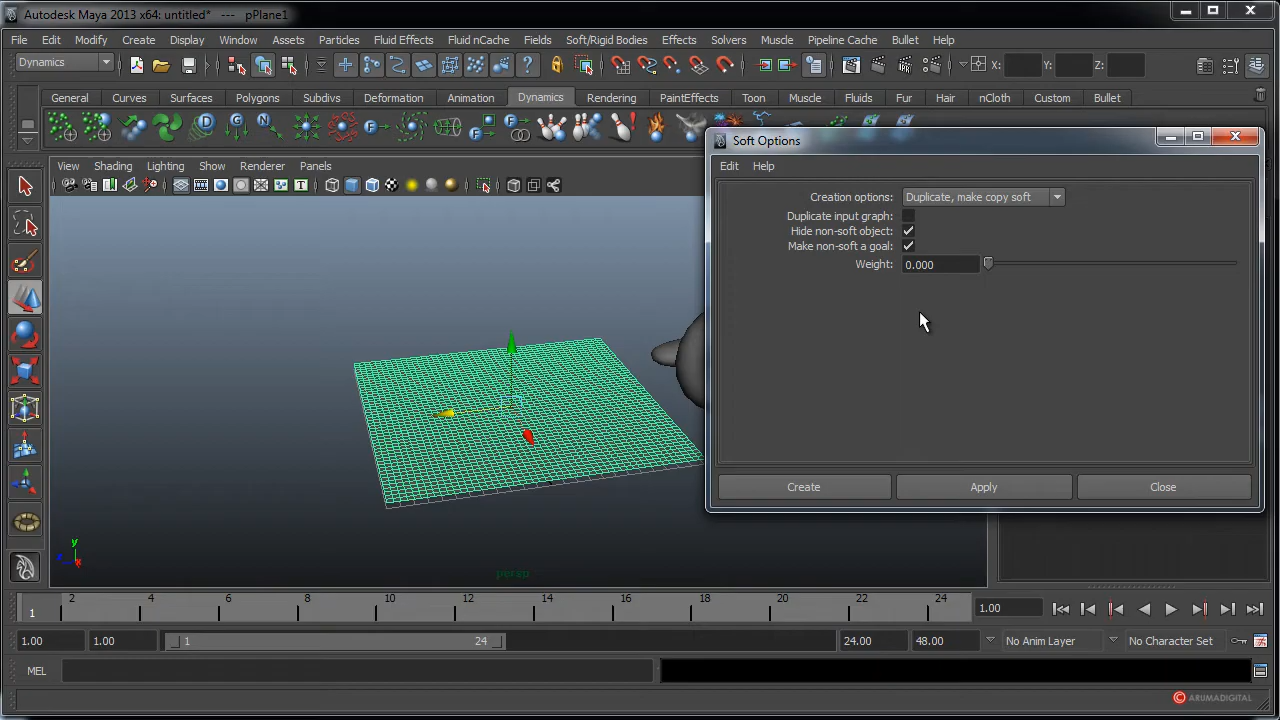 Autodesk Maya 2013 x64: untitled* --- pPlane1
File Edit Modify Create Display Window Assets Particles Fluid Effects Fluid nCache Fields Soft/Rigid Bodies Effects Solvers Muscle Pipeline Cache Bullet Help
Dynamics X: Y: Z:
General Curves Surfaces Polygons Subdivs Deformation Animation Dynamics Rendering PaintEffects Toon Muscle Fluids Fur Hair nCloth Custom Bullet
Soft Options
View Shading Lighting Show Renderer Panels
Edit Help
Creation options: Duplicate, make copy soft
Duplicate input graph:
Hide non-soft object:
Make non-soft a goal:
Weight: 0.000
Create Apply Close
y
x
persp
1 2 4 6 8 10 12 14 16 18 20 22 24 1.00
1.00 1.00 1 24 24.00 48.00 No Anim Layer No Character Set
MEL
© ARUMADIGITAL